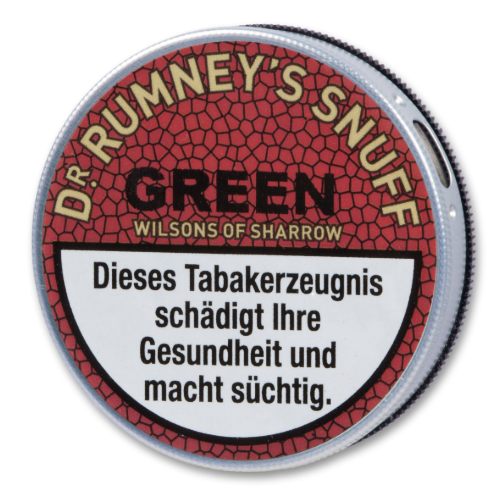 DR RUMNEY'S SNUFF
GREEN
WILSONS OF SHARROW
Dieses Tabakerzeugnis
schädigt Ihre
Gesundheit und
macht süchtig.